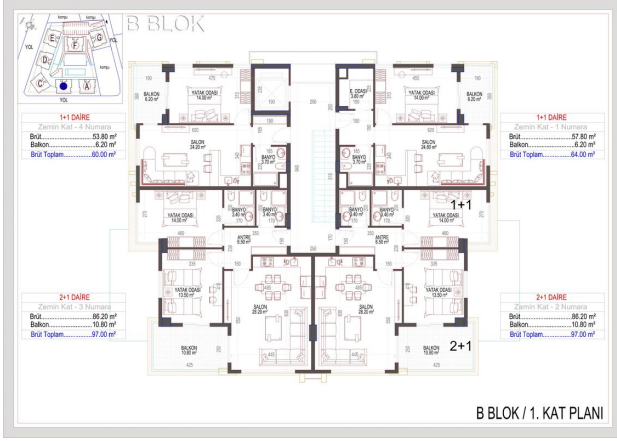 B BLOK
komşu
komşu
YOL
YOL
komşu
YOL
E
F
G
D
C
A
1+1 DAİRE
Zemin Kat - 4 Numara
Brüt.....................53.80 m²
Balkon..................6.20 m²
Brüt Toplam...........60.00 m²
1+1 DAİRE
Zemin Kat - 1 Numara
Brüt.....................57.80 m²
Balkon..................6.20 m²
Brüt Toplam...........64.00 m²
BALKON
6.20 m²
YATAK ODASI
14.00 m²
E. ODASI
3.80 m²
YATAK ODASI
14.00 m²
BALKON
6.20 m²
SALON
24.20 m²
BANYO
3.70 m²
BANYO
3.70 m²
SALON
24.60 m²
YATAK ODASI
14.00 m²
BANYO
3.40 m²
BANYO
3.40 m²
BANYO
3.40 m²
BANYO
3.40 m²
YATAK ODASI
14.00 m²
1+1
ANTRE
6.50 m²
ANTRE
6.50 m²
YATAK ODASI
13.50 m²
SALON
28.20 m²
SALON
28.20 m²
YATAK ODASI
13.50 m²
2+1 DAİRE
Zemin Kat - 3 Numara
Brüt.....................86.20 m²
Balkon..................10.80 m²
Brüt Toplam...........97.00 m²
2+1 DAİRE
Zemin Kat - 2 Numara
Brüt.....................86.20 m²
Balkon..................10.80 m²
Brüt Toplam...........97.00 m²
BALKON
10.80 m²
BALKON
10.80 m²
2+1
425
425
B BLOK / 1. KAT PLANI